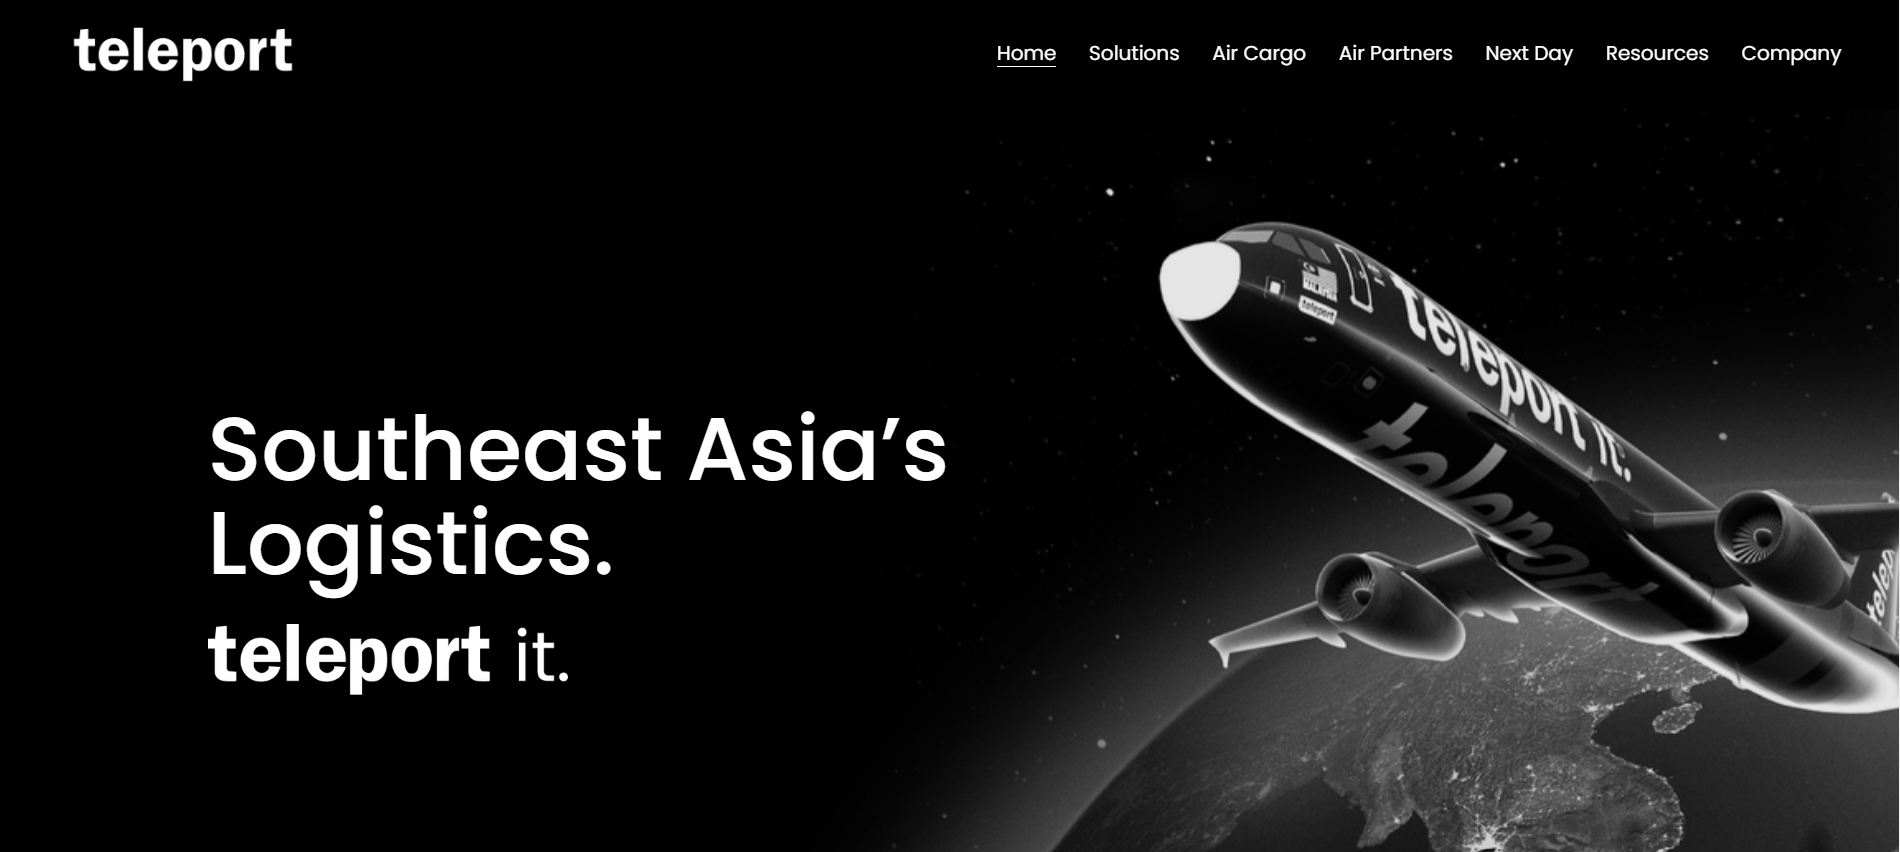 teleport
Home Solutions Air Cargo Air Partners Next Day Resources Company
MALAYSIA
teleport
teleport it.
teleport
Southeast Asia’s
Logistics.
teleport it.